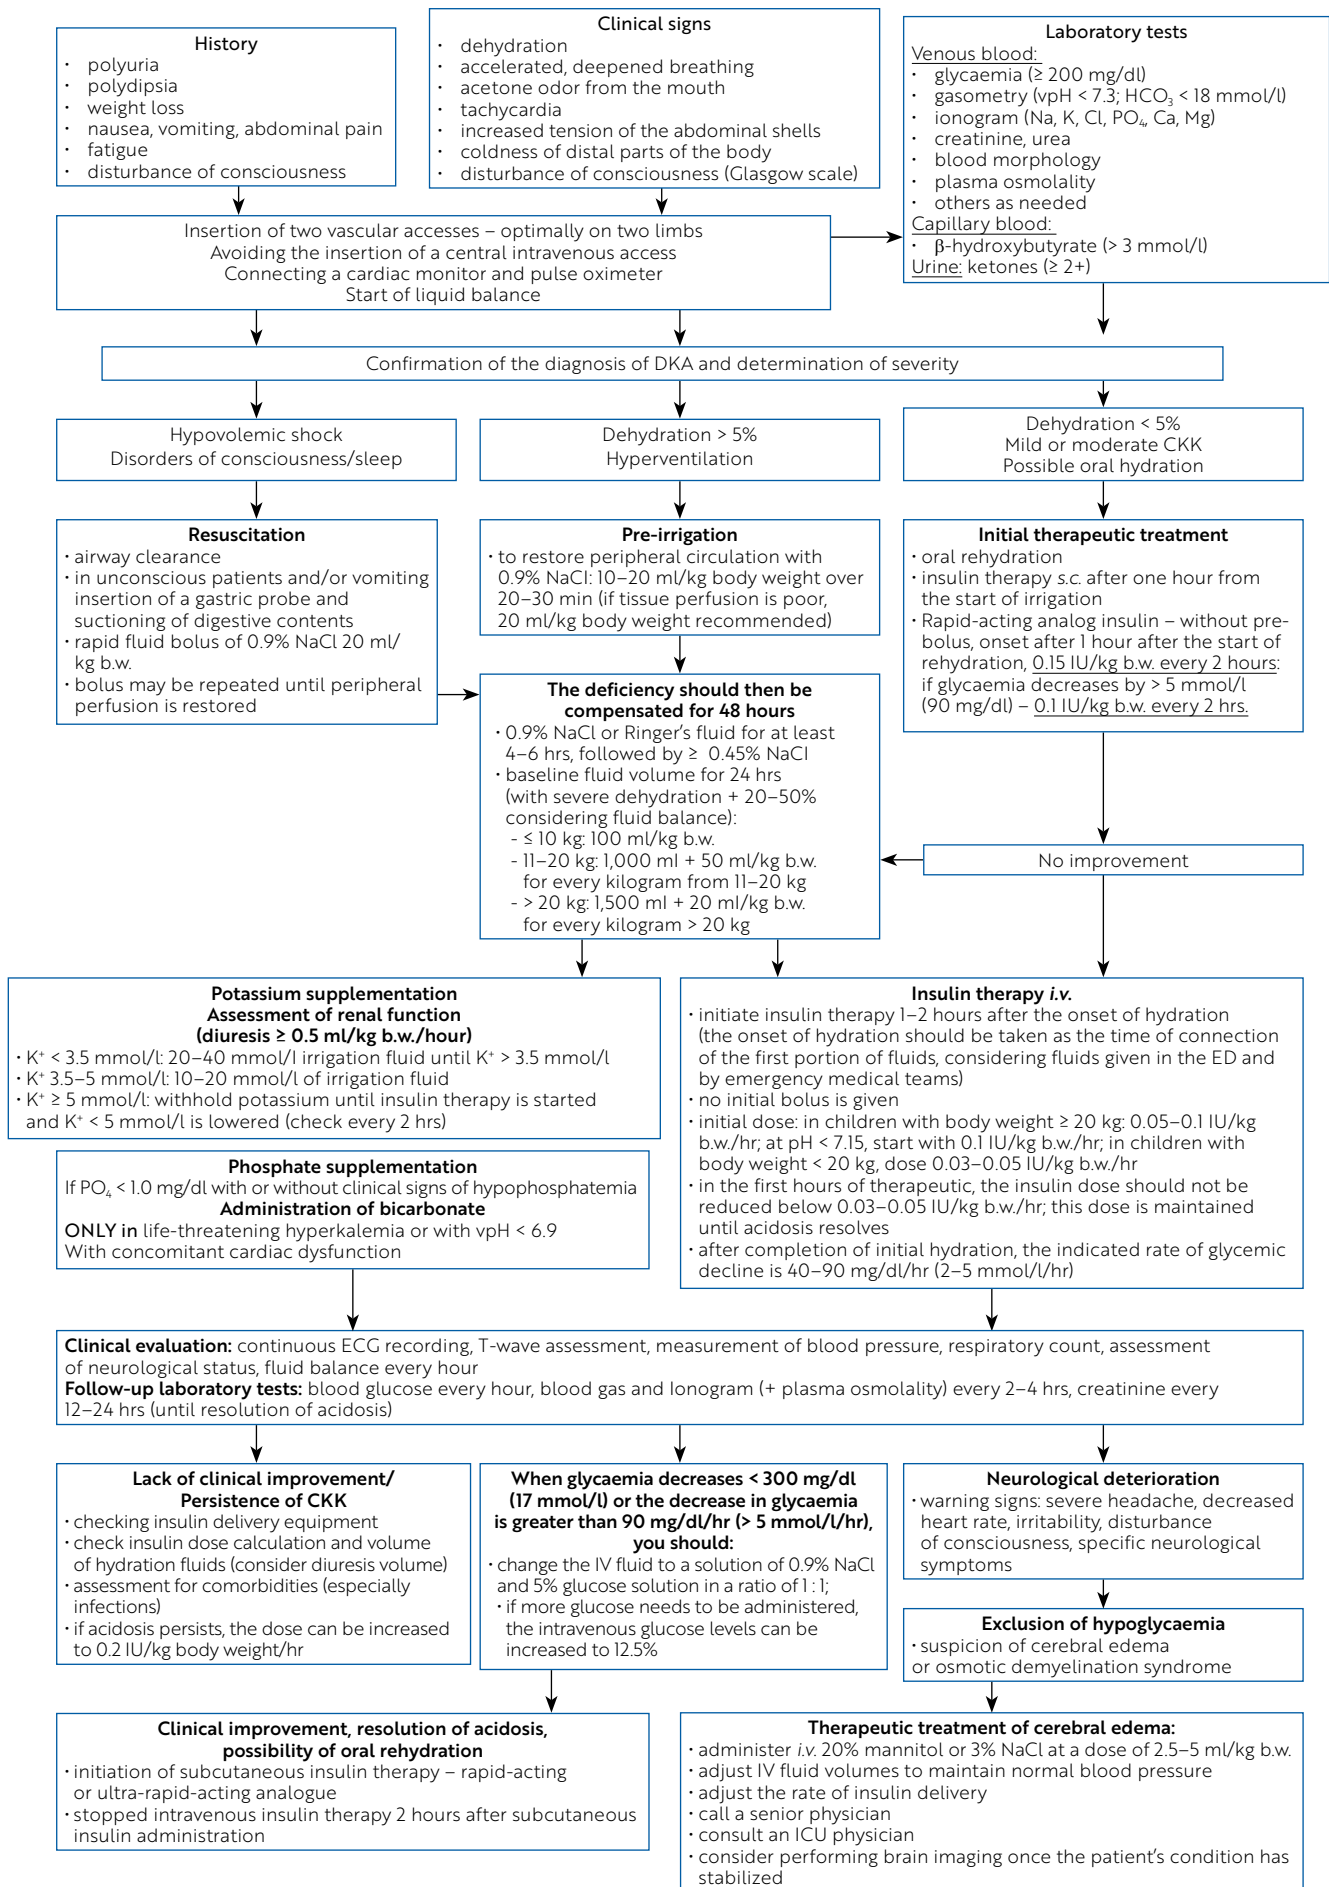 History
• polyuria
• polydipsia
• weight loss
• nausea, vomiting, abdominal pain
• fatigue
• disturbance of consciousness
Clinical signs
• dehydration
• accelerated, deepened breathing
• acetone odor from the mouth
• tachycardia
• increased tension of the abdominal shells
• coldness of distal parts of the body
• disturbance of consciousness (Glasgow scale)
Laboratory tests
Venous blood:
• glycaemia (≥ 200 mg/dl)
• gasometry (vpH < 7.3; HCO₃ < 18 mmol/l)
• ionogram (Na, K, Cl, PO₄, Ca, Mg)
• creatinine, urea
• blood morphology
• plasma osmolality
• others as needed
Capillary blood:
• β-hydroxybutyrate (> 3 mmol/l)
Urine: ketones (≥ 2+)
Insertion of two vascular accesses – optimally on two limbs
Avoiding the insertion of a central intravenous access
Connecting a cardiac monitor and pulse oximeter
Start of liquid balance
Confirmation of the diagnosis of DKA and determination of severity
Hypovolemic shock
Disorders of consciousness/sleep
Dehydration > 5%
Hyperventilation
Dehydration < 5%
Mild or moderate CKK
Possible oral hydration
Resuscitation
• airway clearance
• in unconscious patients and/or vomiting
insertion of a gastric probe and
suctioning of digestive contents
• rapid fluid bolus of 0.9% NaCl 20 ml/
kg b.w.
• bolus may be repeated until peripheral
perfusion is restored
Pre-irrigation
• to restore peripheral circulation with
0.9% NaCl: 10–20 ml/kg body weight over
20–30 min (if tissue perfusion is poor,
20 ml/kg body weight recommended)
Initial therapeutic treatment
• oral rehydration
• insulin therapy s.c. after one hour from
the start of irrigation
• Rapid-acting analog insulin – without pre-
bolus, onset after 1 hour after the start of
rehydration, 0.15 IU/kg b.w. every 2 hours:
if glycaemia decreases by > 5 mmol/l
(90 mg/dl) – 0.1 IU/kg b.w. every 2 hrs.
The deficiency should then be
compensated for 48 hours
• 0.9% NaCl or Ringer's fluid for at least
4–6 hrs, followed by ≥ 0.45% NaCl
• baseline fluid volume for 24 hrs
(with severe dehydration + 20–50%
considering fluid balance):
- ≤ 10 kg: 100 ml/kg b.w.
- 11–20 kg: 1,000 ml + 50 ml/kg b.w.
for every kilogram from 11–20 kg
- > 20 kg: 1,500 ml + 20 ml/kg b.w.
for every kilogram > 20 kg
No improvement
Potassium supplementation
Assessment of renal function
(diuresis ≥ 0.5 ml/kg b.w./hour)
• K⁺ < 3.5 mmol/l: 20–40 mmol/l irrigation fluid until K⁺ > 3.5 mmol/l
• K⁺ 3.5–5 mmol/l: 10–20 mmol/l of irrigation fluid
• K⁺ ≥ 5 mmol/l: withhold potassium until insulin therapy is started
and K⁺ < 5 mmol/l is lowered (check every 2 hrs)
Phosphate supplementation
If PO₄ < 1.0 mg/dl with or without clinical signs of hypophosphatemia
Administration of bicarbonate
ONLY in life-threatening hyperkalemia or with vpH < 6.9
With concomitant cardiac dysfunction
Insulin therapy i.v.
• initiate insulin therapy 1–2 hours after the onset of hydration
(the onset of hydration should be taken as the time of connection
of the first portion of fluids, considering fluids given in the ED and
by emergency medical teams)
• no initial bolus is given
• initial dose: in children with body weight ≥ 20 kg: 0.05–0.1 IU/kg
b.w./hr; at pH < 7.15, start with 0.1 IU/kg b.w./hr; in children with
body weight < 20 kg, dose 0.03–0.05 IU/kg b.w./hr
• in the first hours of therapeutic, the insulin dose should not be
reduced below 0.03–0.05 IU/kg b.w./hr; this dose is maintained
until acidosis resolves
• after completion of initial hydration, the indicated rate of glycemic
decline is 40–90 mg/dl/hr (2–5 mmol/l/hr)
Clinical evaluation: continuous ECG recording, T-wave assessment, measurement of blood pressure, respiratory count, assessment
of neurological status, fluid balance every hour
Follow-up laboratory tests: blood glucose every hour, blood gas and Ionogram (+ plasma osmolality) every 2–4 hrs, creatinine every
12–24 hrs (until resolution of acidosis)
Lack of clinical improvement/
Persistence of CKK
• checking insulin delivery equipment
• check insulin dose calculation and volume
of hydration fluids (consider diuresis volume)
• assessment for comorbidities (especially
infections)
• if acidosis persists, the dose can be increased
to 0.2 IU/kg body weight/hr
When glycaemia decreases < 300 mg/dl
(17 mmol/l) or the decrease in glycaemia
is greater than 90 mg/dl/hr (> 5 mmol/l/hr),
you should:
• change the IV fluid to a solution of 0.9% NaCl
and 5% glucose solution in a ratio of 1 : 1;
• if more glucose needs to be administered,
the intravenous glucose levels can be
increased to 12.5%
Neurological deterioration
• warning signs: severe headache, decreased
heart rate, irritability, disturbance
of consciousness, specific neurological
symptoms
Exclusion of hypoglycaemia
• suspicion of cerebral edema
or osmotic demyelination syndrome
Clinical improvement, resolution of acidosis,
possibility of oral rehydration
• initiation of subcutaneous insulin therapy – rapid-acting
or ultra-rapid-acting analogue
• stopped intravenous insulin therapy 2 hours after subcutaneous
insulin administration
Therapeutic treatment of cerebral edema:
• administer i.v. 20% mannitol or 3% NaCl at a dose of 2.5–5 ml/kg b.w.
• adjust IV fluid volumes to maintain normal blood pressure
• adjust the rate of insulin delivery
• call a senior physician
• consult an ICU physician
• consider performing brain imaging once the patient's condition has
stabilized